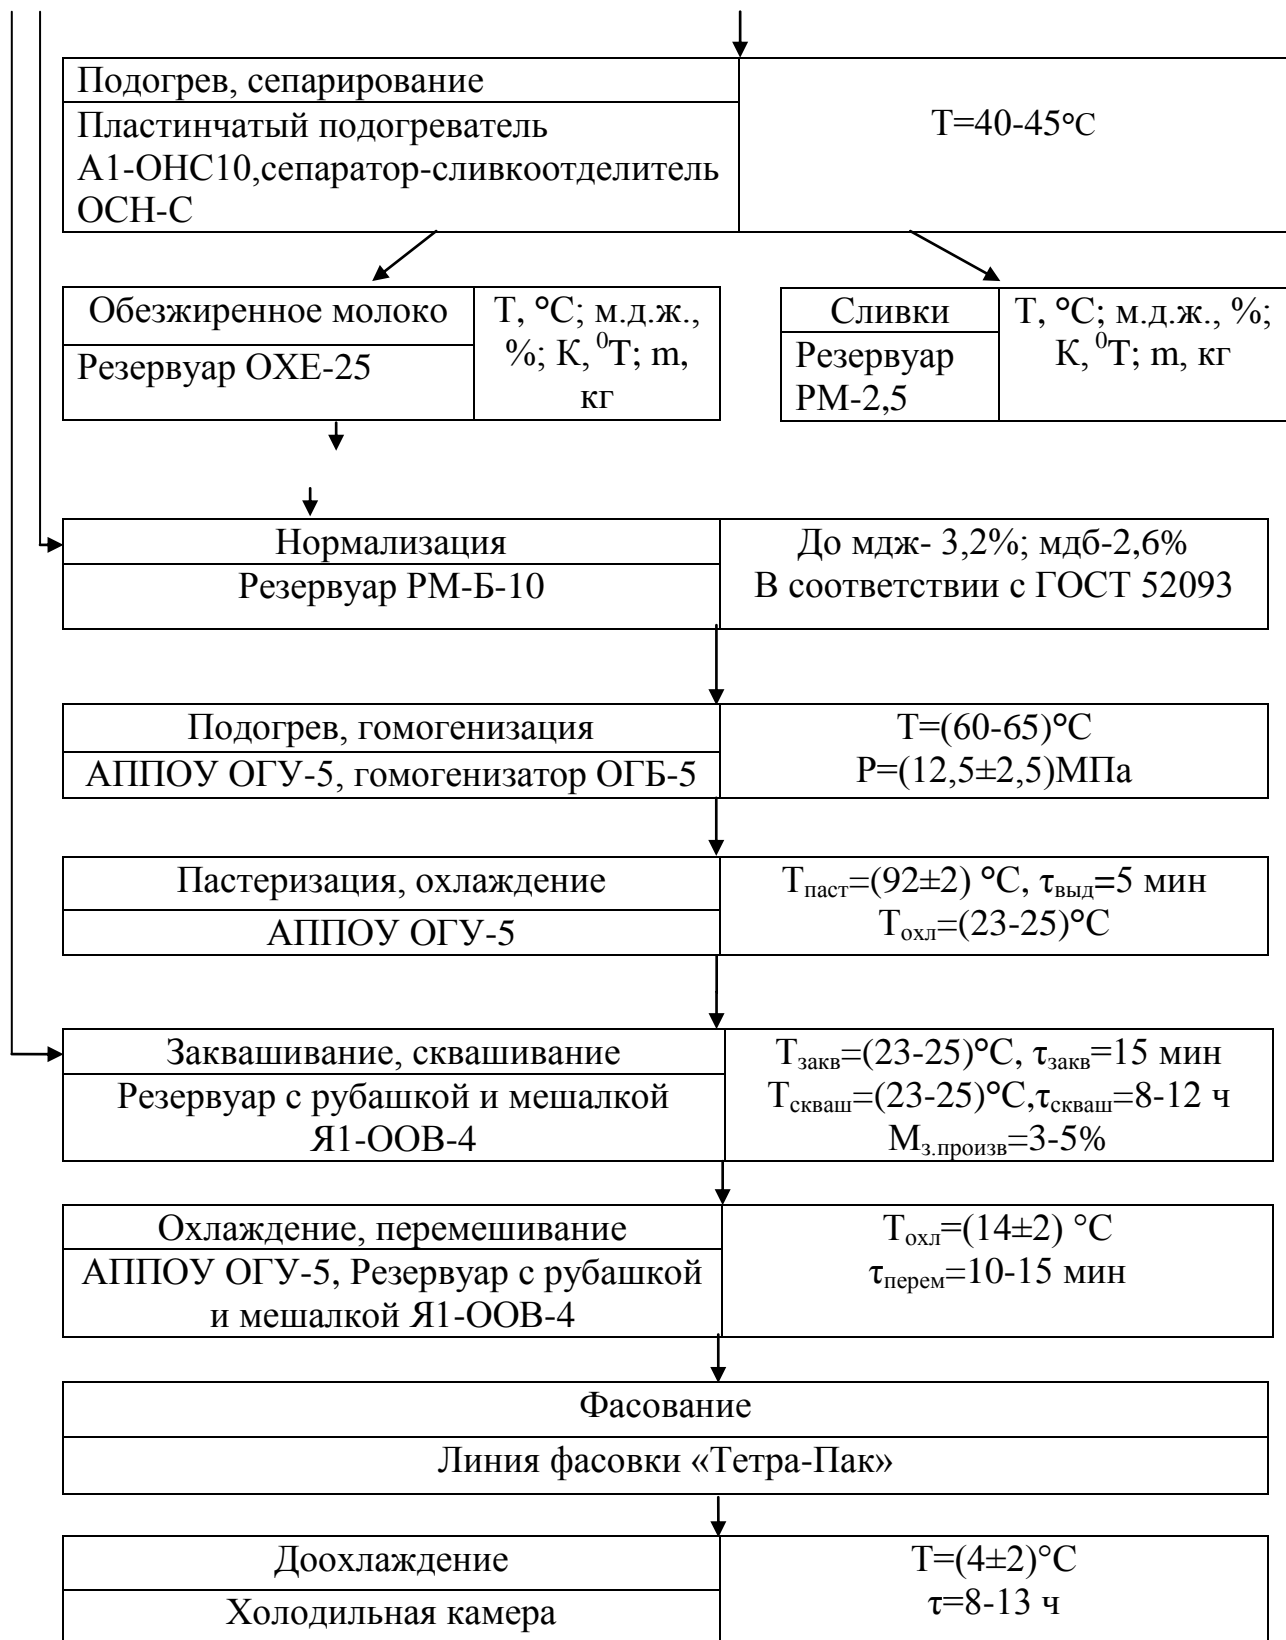 Подогрев, сепарирование
Пластинчатый подогреватель
А1-ОНС10,сепаратор-сливкоотделитель
ОСН-С
Т=40-45°С
Обезжиренное молоко
Резервуар ОХЕ-25
Т, °С; м.д.ж.,
%; К, ⁰Т; m,
кг
Сливки
Резервуар
РМ-2,5
Т, °С; м.д.ж., %;
К, ⁰Т; m, кг
Нормализация
Резервуар РМ-Б-10
До мдж- 3,2%; мдб-2,6%
В соответствии с ГОСТ 52093
Подогрев, гомогенизация
АППОУ ОГУ-5, гомогенизатор ОГБ-5
Т=(60-65)°С
Р=(12,5±2,5)МПа
Пастеризация, охлаждение
АППОУ ОГУ-5
Тпаст=(92±2) °С, τвыд=5 мин
Тохл=(23-25)°С
Заквашивание, сквашивание
Резервуар с рубашкой и мешалкой
Я1-ООВ-4
Тзакв=(23-25)°С, τзакв=15 мин
Тскваш=(23-25)°С,τскваш=8-12 ч
Мз.произв=3-5%
Охлаждение, перемешивание
АППОУ ОГУ-5, Резервуар с рубашкой
и мешалкой Я1-ООВ-4
Тохл=(14±2) °С
τперем=10-15 мин
Фасование
Линия фасовки «Тетра-Пак»
Доохлаждение
Холодильная камера
Т=(4±2)°С
τ=8-13 ч